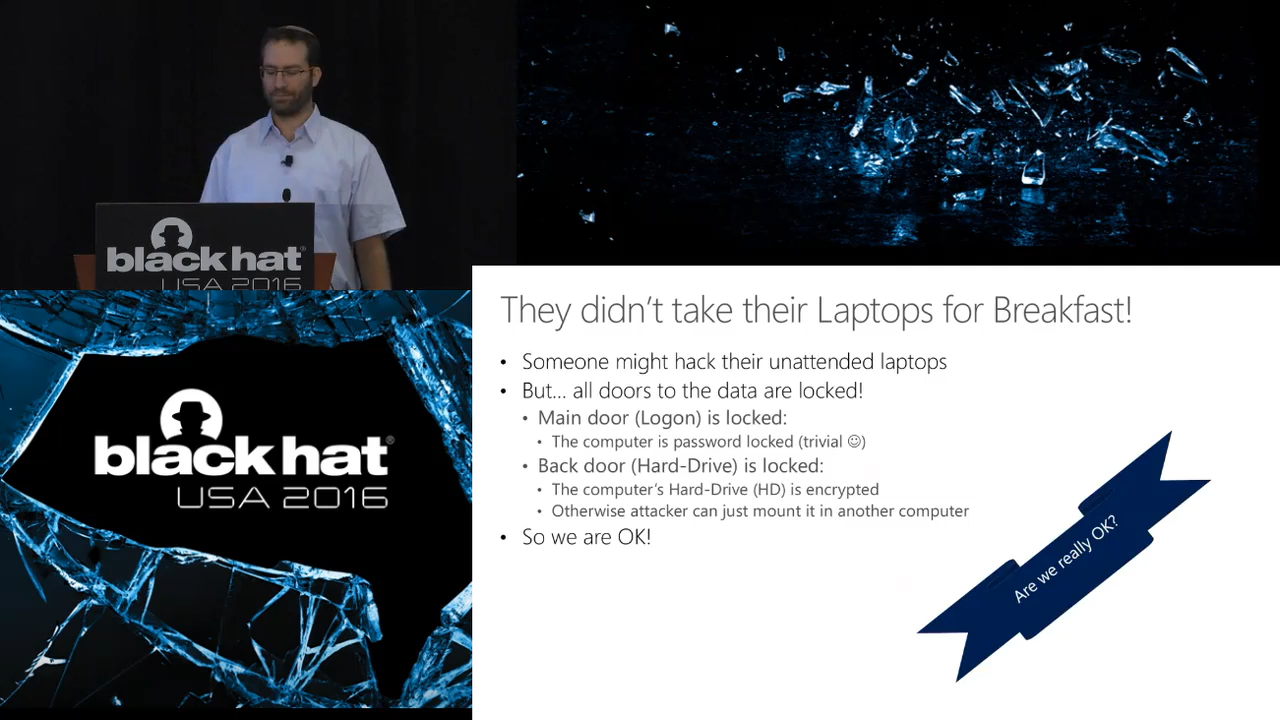 black hat®
USA 2016
black hat®
USA 2016
They didn't take their Laptops for Breakfast!
• Someone might hack their unattended laptops
• But... all doors to the data are locked!
• Main door (Logon) is locked:
• The computer is password locked (trivial ☺)
• Back door (Hard-Drive) is locked:
• The computer's Hard-Drive (HD) is encrypted
• Otherwise attacker can just mount it in another computer
• So we are OK!
Are we really OK?